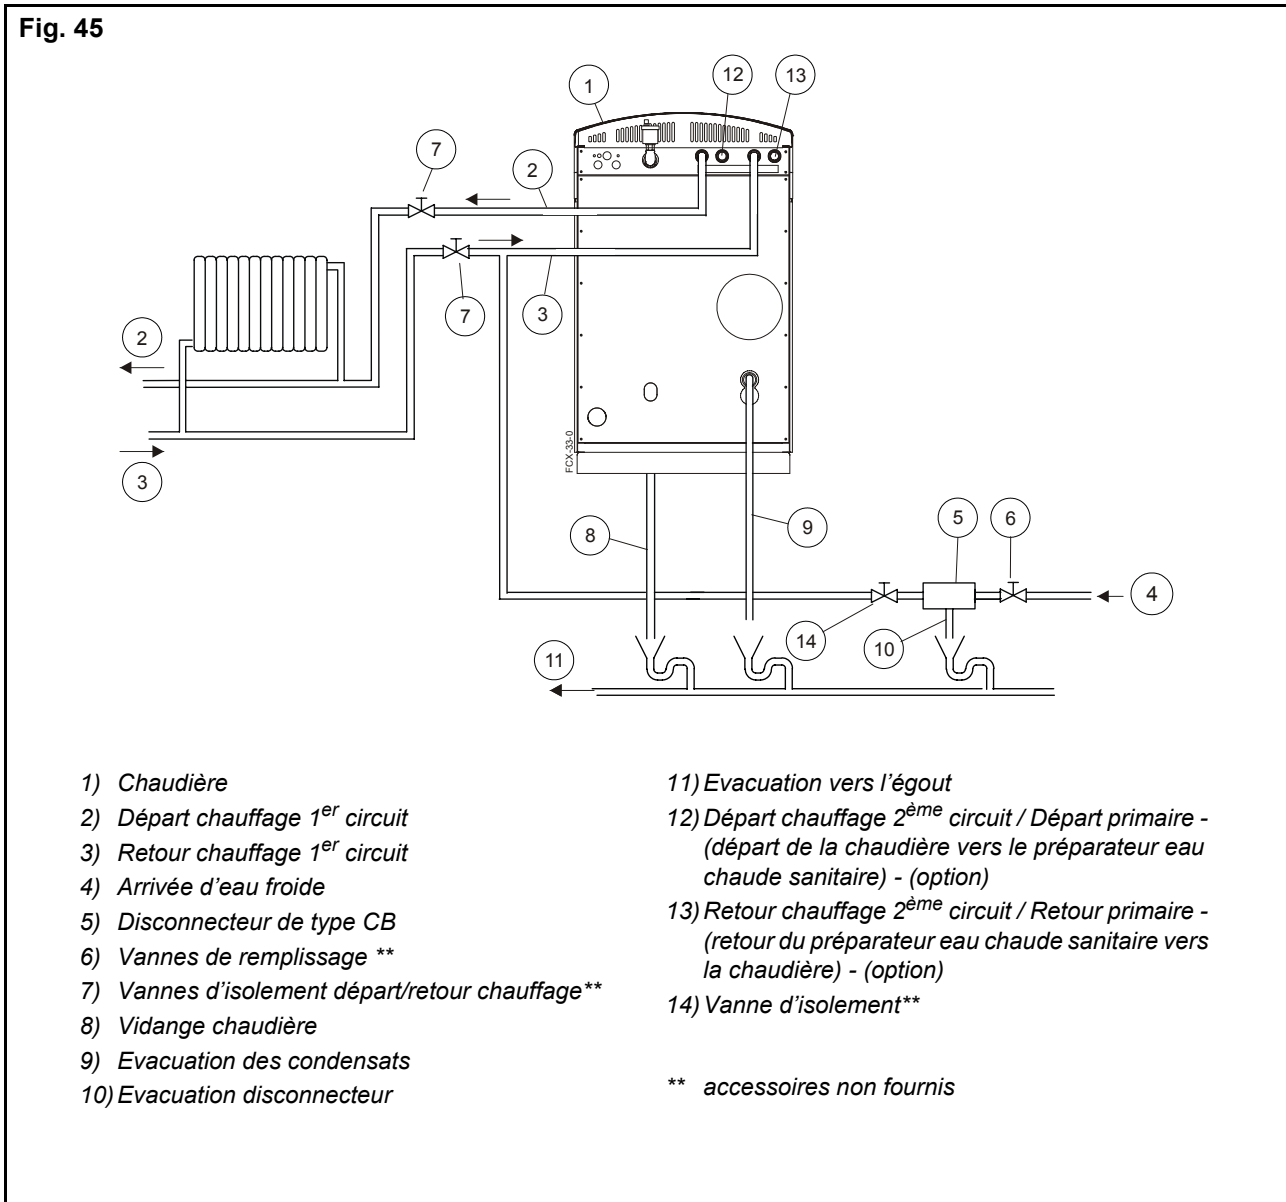 Fig. 45
1
12
13
7
2
7
3
2
3
FCX-33-0
8
9
5
6
4
14
10
11
1) Chaudière
2) Départ chauffage 1er circuit
3) Retour chauffage 1er circuit
4) Arrivée d'eau froide
5) Disconnecteur de type CB
6) Vannes de remplissage **
7) Vannes d'isolement départ/retour chauffage**
8) Vidange chaudière
9) Evacuation des condensats
10) Evacuation disconnecteur
11) Evacuation vers l'égout
12) Départ chauffage 2ème circuit / Départ primaire -
(départ de la chaudière vers le préparateur eau
chaude sanitaire) - (option)
13) Retour chauffage 2ème circuit / Retour primaire -
(retour du préparateur eau chaude sanitaire vers
la chaudière) - (option)
14) Vanne d'isolement**
** accessoires non fournis